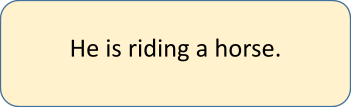 He is riding a horse.